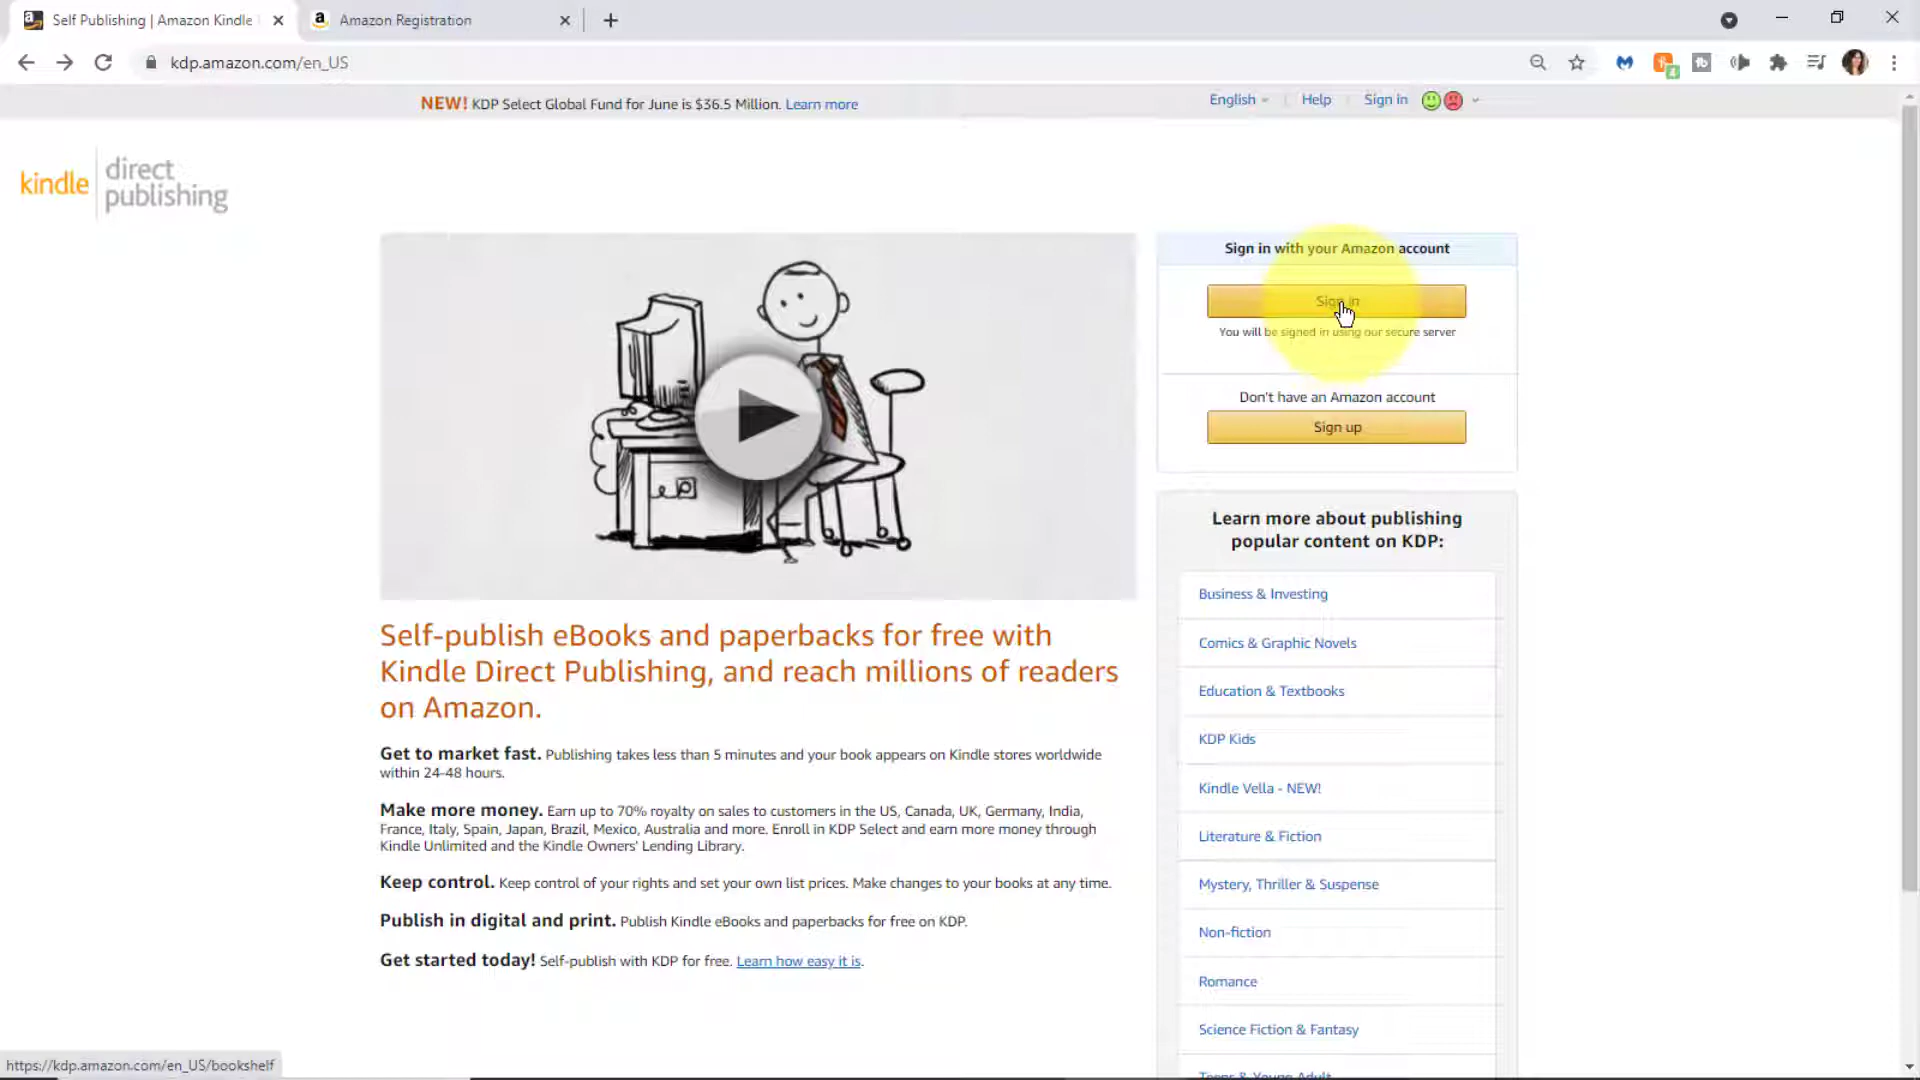 Self Publishing | Amazon Kindle
Amazon Registration
kdp.amazon.com/en_US
NEW! KDP Select Global Fund for June is $36.5 Million. Learn more
English
Help
Sign in
kindle
direct
publishing
Sign in with your Amazon account
Sign in
You will be signed in using our secure server
Don't have an Amazon account
Sign up
Learn more about publishing
popular content on KDP:
Business & Investing
Comics & Graphic Novels
Education & Textbooks
KDP Kids
Kindle Vella - NEW!
Literature & Fiction
Mystery, Thriller & Suspense
Non-fiction
Romance
Science Fiction & Fantasy
Teens & Young Adult
Self-publish eBooks and paperbacks for free with
Kindle Direct Publishing, and reach millions of readers
on Amazon.
Get to market fast. Publishing takes less than 5 minutes and your book appears on Kindle stores worldwide
within 24-48 hours.
Make more money. Earn up to 70% royalty on sales to customers in the US, Canada, UK, Germany, India,
France, Italy, Spain, Japan, Brazil, Mexico, Australia and more. Enroll in KDP Select and earn more money through
Kindle Unlimited and the Kindle Owners' Lending Library.
Keep control. Keep control of your rights and set your own list prices. Make changes to your books at any time.
Publish in digital and print. Publish Kindle eBooks and paperbacks for free on KDP.
Get started today! Self-publish with KDP for free. Learn how easy it is.
https://kdp.amazon.com/en_US/bookshelf